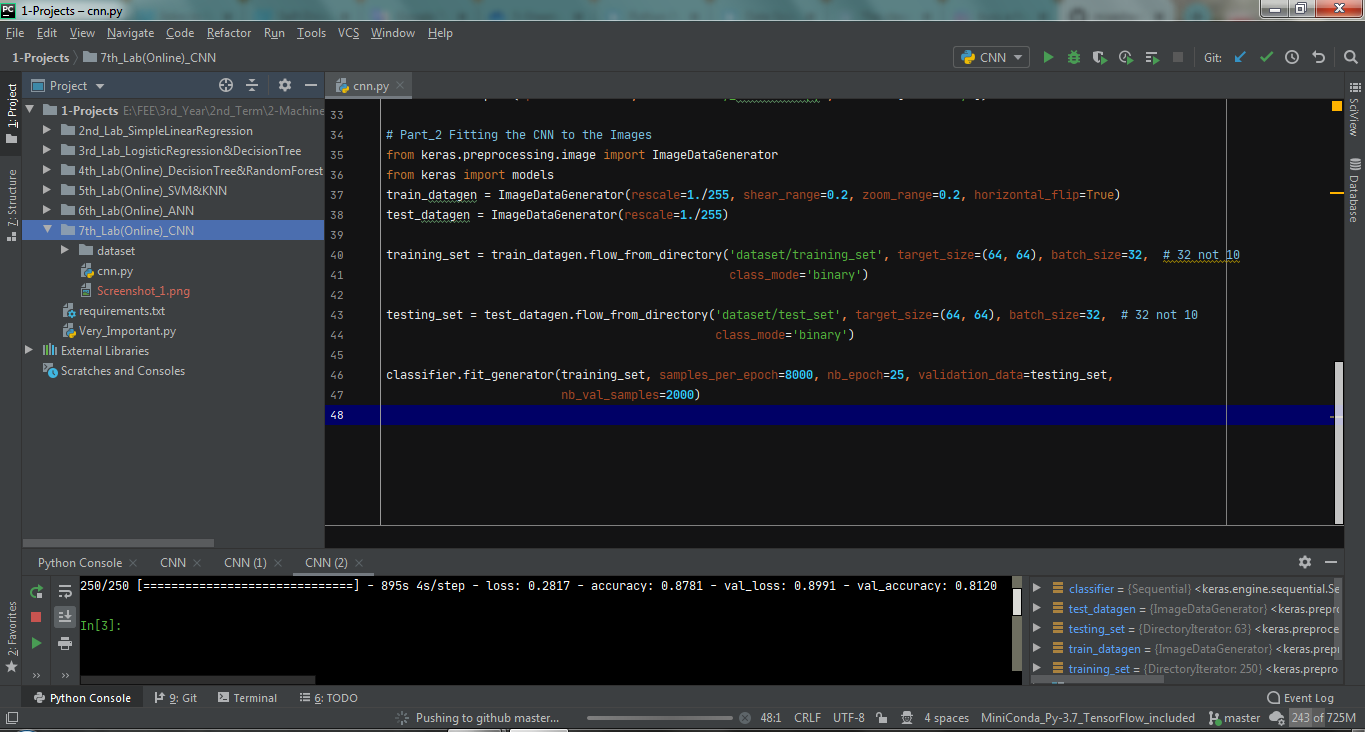 1-Projects – cnn.py
File Edit View Navigate Code Refactor Run Tools VCS Window Help
1-Projects 7th_Lab(Online)_CNN
CNN
Git:
Project
cnn.py
1: Project
Z: Structure
2: Favorites
SciView
Database
1-Projects E:\FEE\3rd_Year\2nd_Term\2-Machine
2nd_Lab_SimpleLinearRegression
3rd_Lab_LogisticRegression&DecisionTree
4th_Lab(Online)_DecisionTree&RandomForest
5th_Lab(Online)_SVM&KNN
6th_Lab(Online)_ANN
7th_Lab(Online)_CNN
dataset
cnn.py
Screenshot_1.png
requirements.txt
Very_Important.py
External Libraries
Scratches and Consoles
33
34 # Part_2 Fitting the CNN to the Images
35 from keras.preprocessing.image import ImageDataGenerator
36 from keras import models
37 train_datagen = ImageDataGenerator(rescale=1./255, shear_range=0.2, zoom_range=0.2, horizontal_flip=True)
38 test_datagen = ImageDataGenerator(rescale=1./255)
39
40 training_set = train_datagen.flow_from_directory('dataset/training_set', target_size=(64, 64), batch_size=32, # 32 not 10
41 class_mode='binary')
42
43 testing_set = test_datagen.flow_from_directory('dataset/test_set', target_size=(64, 64), batch_size=32, # 32 not 10
44 class_mode='binary')
45
46 classifier.fit_generator(training_set, samples_per_epoch=8000, nb_epoch=25, validation_data=testing_set,
47 nb_val_samples=2000)
48
Python Console CNN CNN (1) CNN (2)
250/250 [==============================] - 895s 4s/step - loss: 0.2817 - accuracy: 0.8781 - val_loss: 0.8991 - val_accuracy: 0.8120
In[3]:
classifier = {Sequential} <keras.engine.sequential.Se
test_datagen = {ImageDataGenerator} <keras.prepro
testing_set = {DirectoryIterator: 63} <keras.preproce
train_datagen = {ImageDataGenerator} <keras.prepr
training_set = {DirectoryIterator: 250} <keras.prepro
Python Console 9: Git Terminal 6: TODO Event Log
Pushing to github master... 48:1 CRLF UTF-8 4 spaces MiniConda_Py-3.7_TensorFlow_included master 243 of 725M